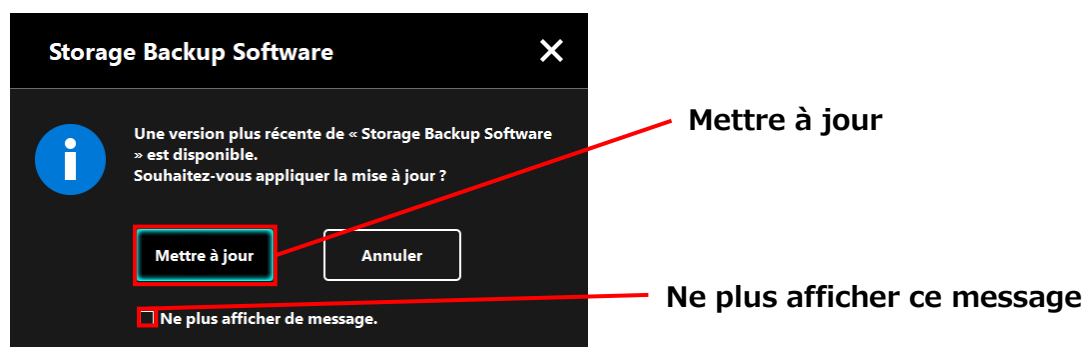 Storage Backup Software
Une version plus récente de « Storage Backup Software
» est disponible.
Souhaitez-vous appliquer la mise à jour ?
Mettre à jour
Annuler
Ne plus afficher de message.
Mettre à jour
Ne plus afficher ce message